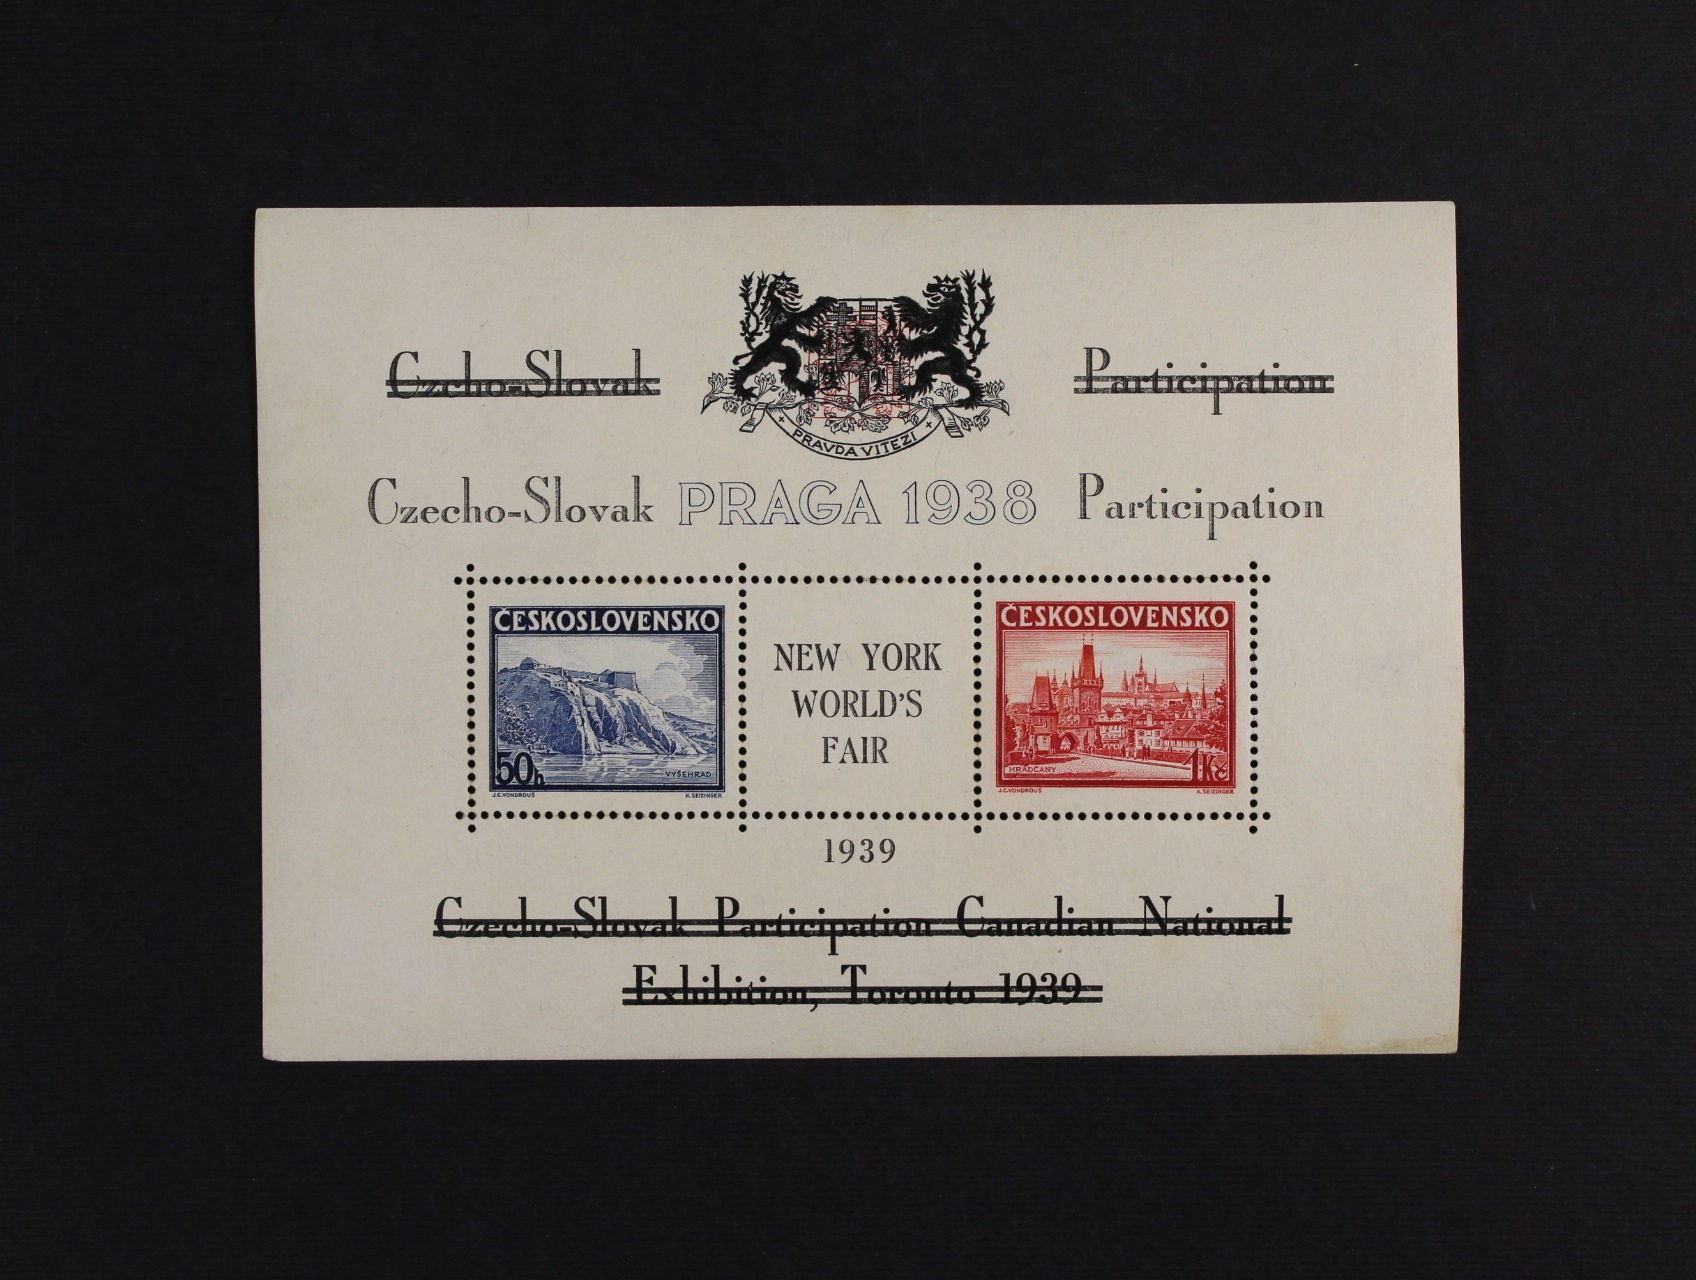 Czecho-Slovak Participation
PRAVDA VITEZI
Czecho-Slovak PRAGA 1938 Participation
ČESKOSLOVENSKO
50h
VYŠEHRAD
J.C.VONDROUŠ K.SEIZINGER
NEW YORK
WORLD'S
FAIR
ČESKOSLOVENSKO
HRADČANY
1Kč
J.C.VONDROUŠ K.SEIZINGER
1939
Czecho-Slovak Participation Canadian National
Exhibition, Toronto 1939